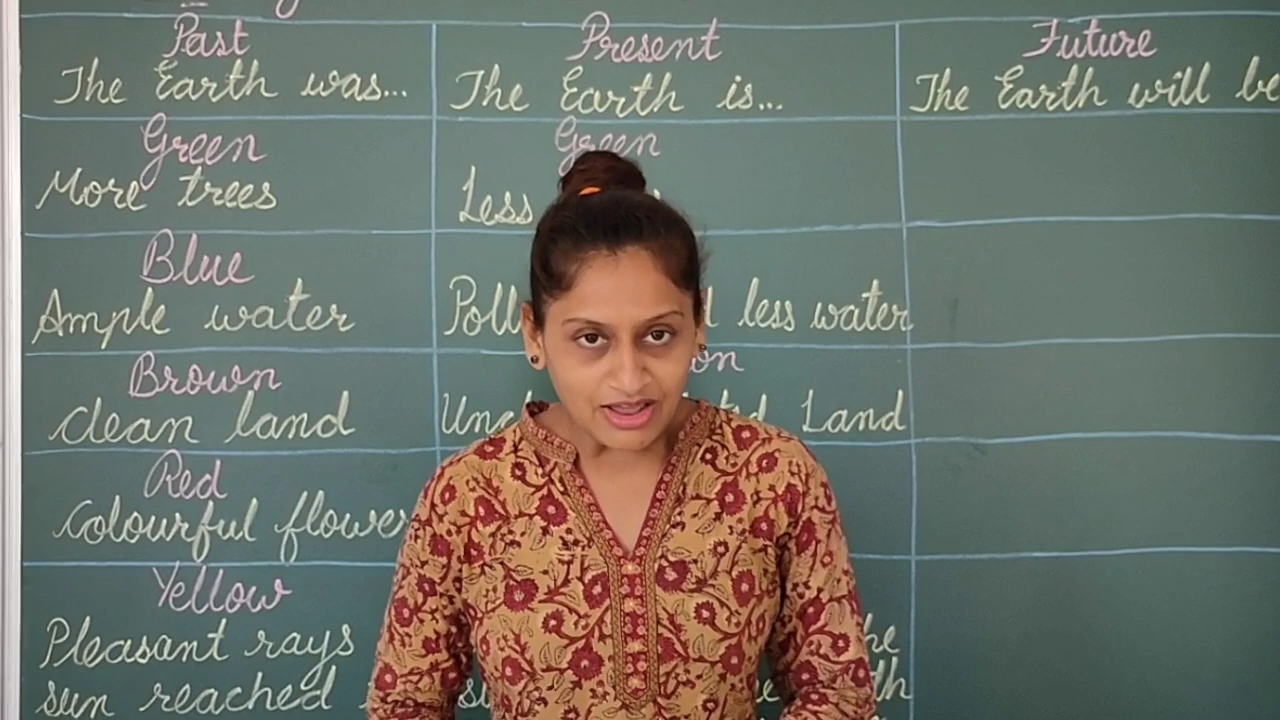 Past
Present
Future
The Earth was...
The Earth is...
The Earth will be
Green
Green
More trees
Less
Blue
Ample water
less water
Brown
Clean land
Land
Red
Colourful flower
Yellow
Pleasant rays
sun reached